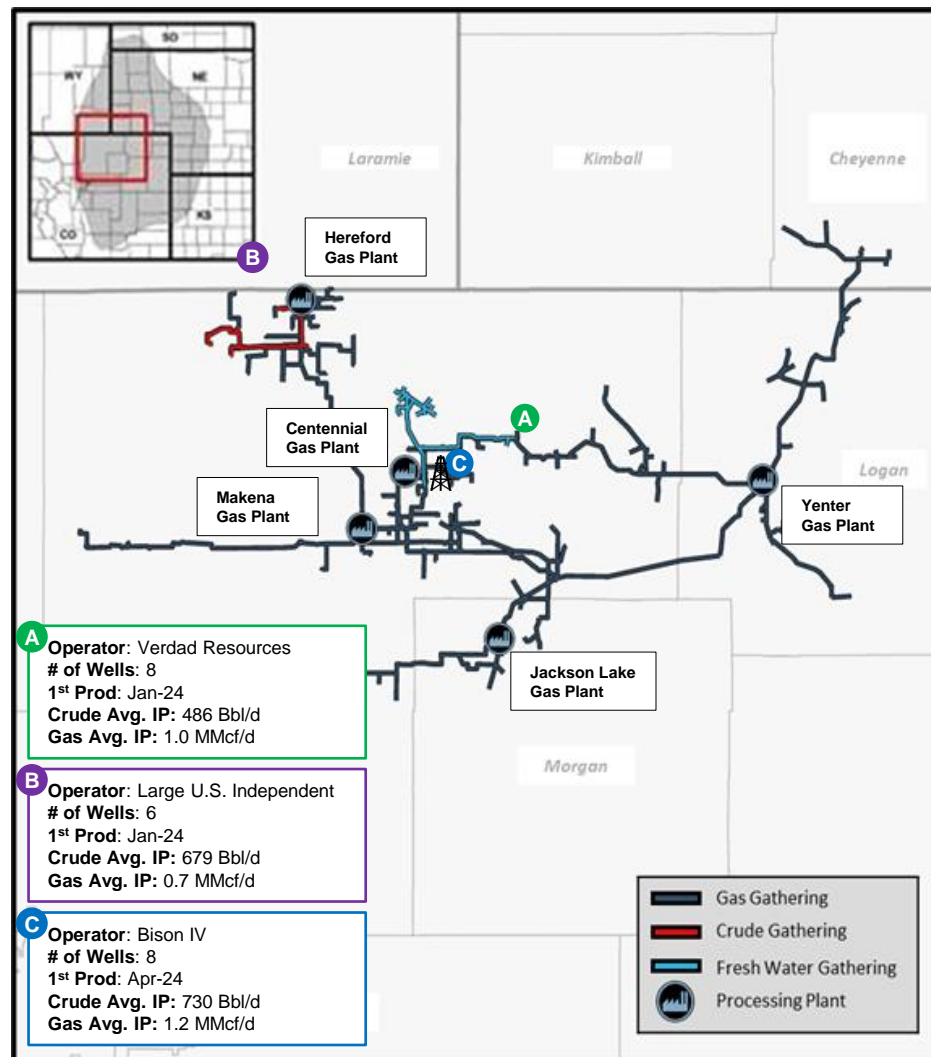 SD
WY
NE
CO
KS
Laramie
Kimball
Cheyenne
B
Hereford
Gas Plant
A
Centennial
Gas Plant
C
Logan
Makena
Gas Plant
Yenter
Gas Plant
Jackson Lake
Gas Plant
Morgan
A
Operator: Verdad Resources
# of Wells: 8
1st Prod: Jan-24
Crude Avg. IP: 486 Bbl/d
Gas Avg. IP: 1.0 MMcf/d
B
Operator: Large U.S. Independent
# of Wells: 6
1st Prod: Jan-24
Crude Avg. IP: 679 Bbl/d
Gas Avg. IP: 0.7 MMcf/d
C
Operator: Bison IV
# of Wells: 8
1st Prod: Apr-24
Crude Avg. IP: 730 Bbl/d
Gas Avg. IP: 1.2 MMcf/d
Gas Gathering
Crude Gathering
Fresh Water Gathering
Processing Plant